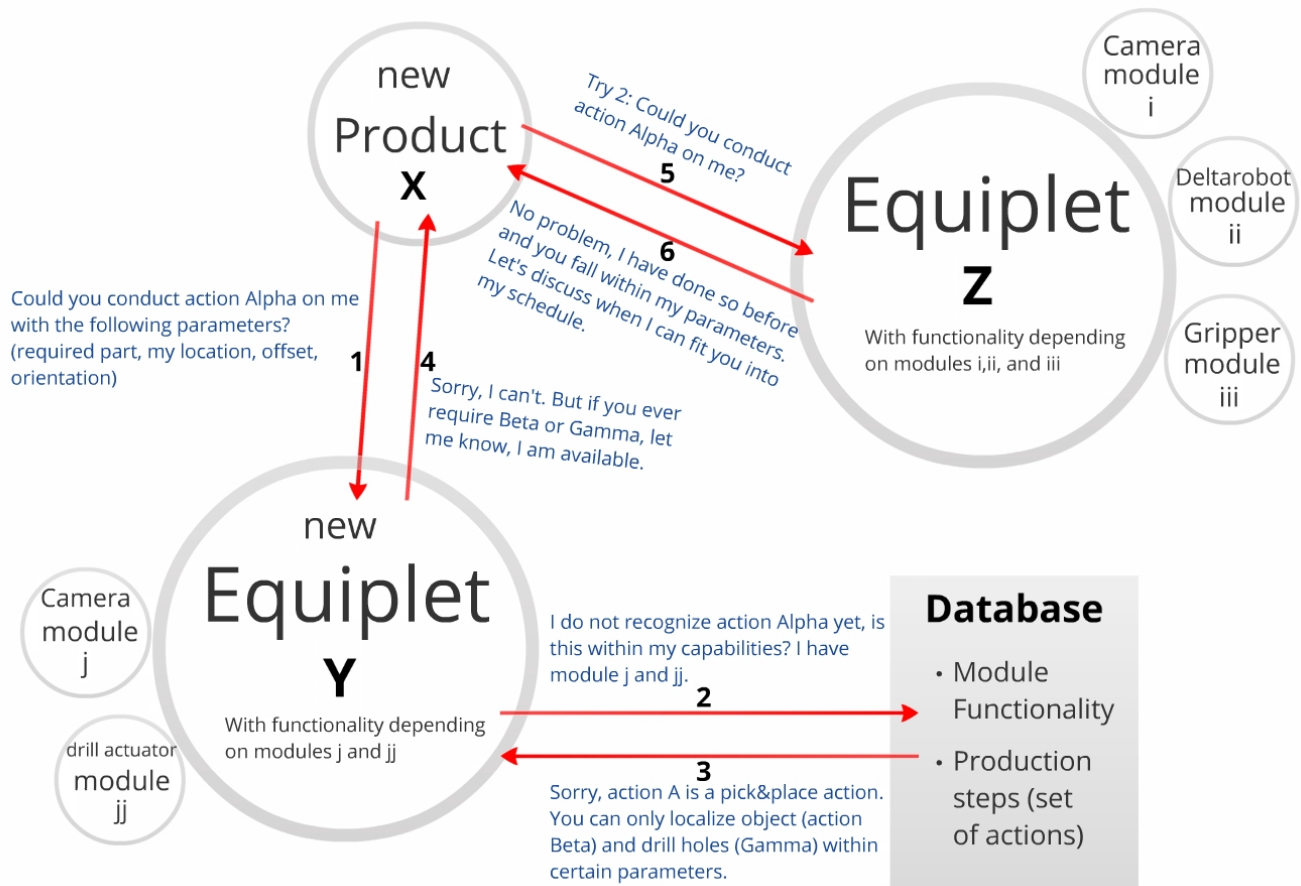 new
Product
X
Try 2: Could you conduct
action Alpha on me?
5
6
No problem, I have done so before
and you fall within my parameters.
Let's discuss when I can fit you into
my schedule.
Equiplet
Z
With functionality depending
on modules i,ii, and iii
Camera
module
i
Deltarobot
module
ii
Gripper
module
iii
Could you conduct action Alpha on me
with the following parameters?
(required part, my location, offset,
orientation)
1
4
Sorry, I can't. But if you ever
require Beta or Gamma, let
me know, I am available.
new
Equiplet
Y
With functionality depending
on modules j and jj
Camera
module
j
drill actuator
module
jj
I do not recognize action Alpha yet, is
this within my capabilities? I have
module j and jj.
2
3
Sorry, action A is a pick&place action.
You can only localize object (action
Beta) and drill holes (Gamma) within
certain parameters.
Database
• Module
Functionality
• Production
steps (set
of actions)